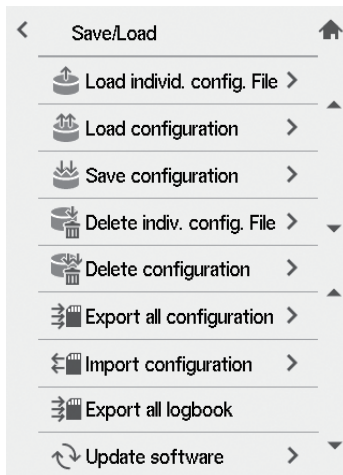 Save/Load
Load individ. config. File
Load configuration
Save configuration
Delete indiv. config. File
Delete configuration
Export all configuration
Import configuration
Export all logbook
Update software